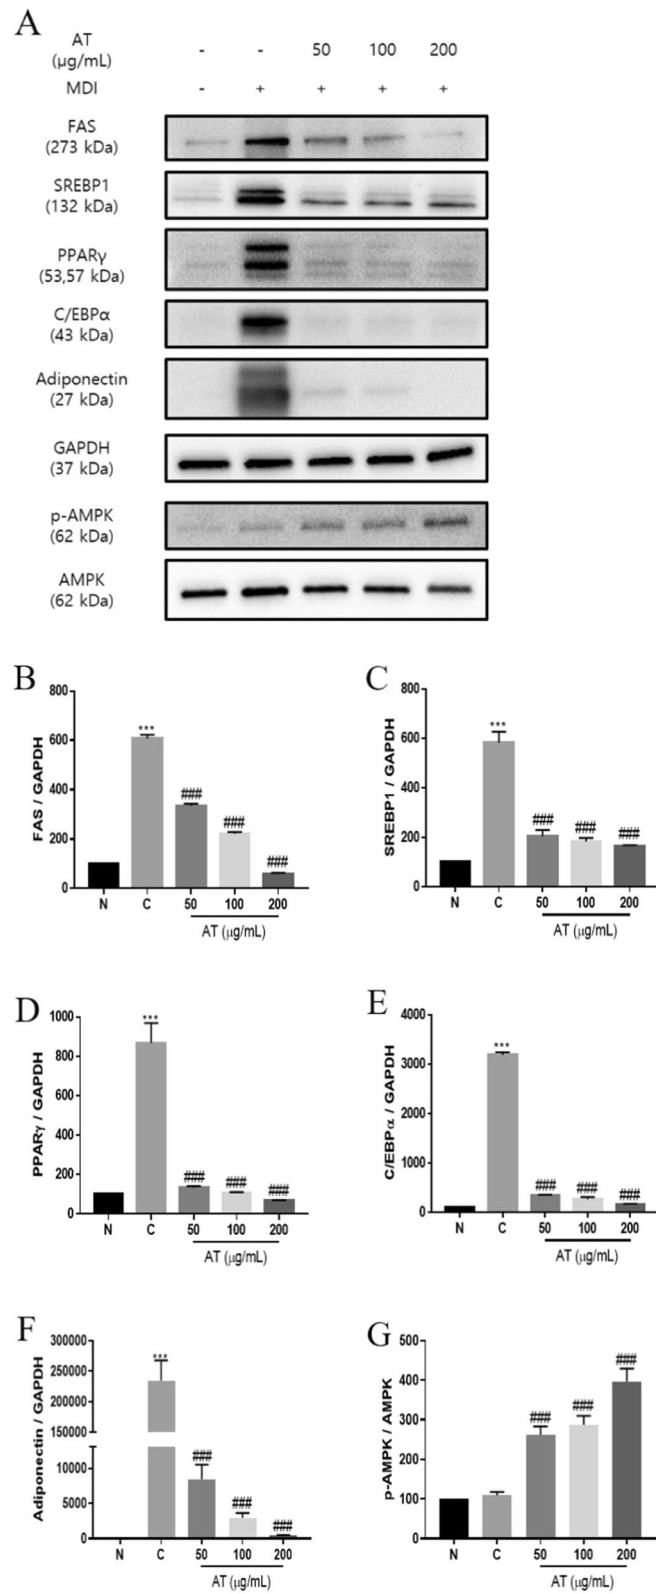 A
AT - - 50 100 200
(μg/mL)
MDI - + + + +
FAS
(273 kDa)
SREBP1
(132 kDa)
PPARγ
(53,57 kDa)
C/EBPα
(43 kDa)
Adiponectin
(27 kDa)
GAPDH
(37 kDa)
p-AMPK
(62 kDa)
AMPK
(62 kDa)
B
FAS / GAPDH
800
600
400
200
0
***
###
###
###
N C 50 100 200
AT (μg/mL)
C
SREBP1 / GAPDH
800
600
400
200
0
***
###
###
###
N C 50 100 200
AT (μg/mL)
D
PPARγ / GAPDH
1000
800
600
400
200
0
***
###
###
###
N C 50 100 200
AT (μg/mL)
E
C/EBPα / GAPDH
4000
3000
2000
1000
0
***
###
###
###
N C 50 100 200
AT (μg/mL)
F
Adiponectin / GAPDH
300000
250000
200000
150000
100000
50000
10000
5000
0
***
###
###
###
N C 50 100 200
AT (μg/mL)
G
p-AMPK / AMPK
500
400
300
200
100
0
###
###
###
N C 50 100 200
AT (μg/mL)